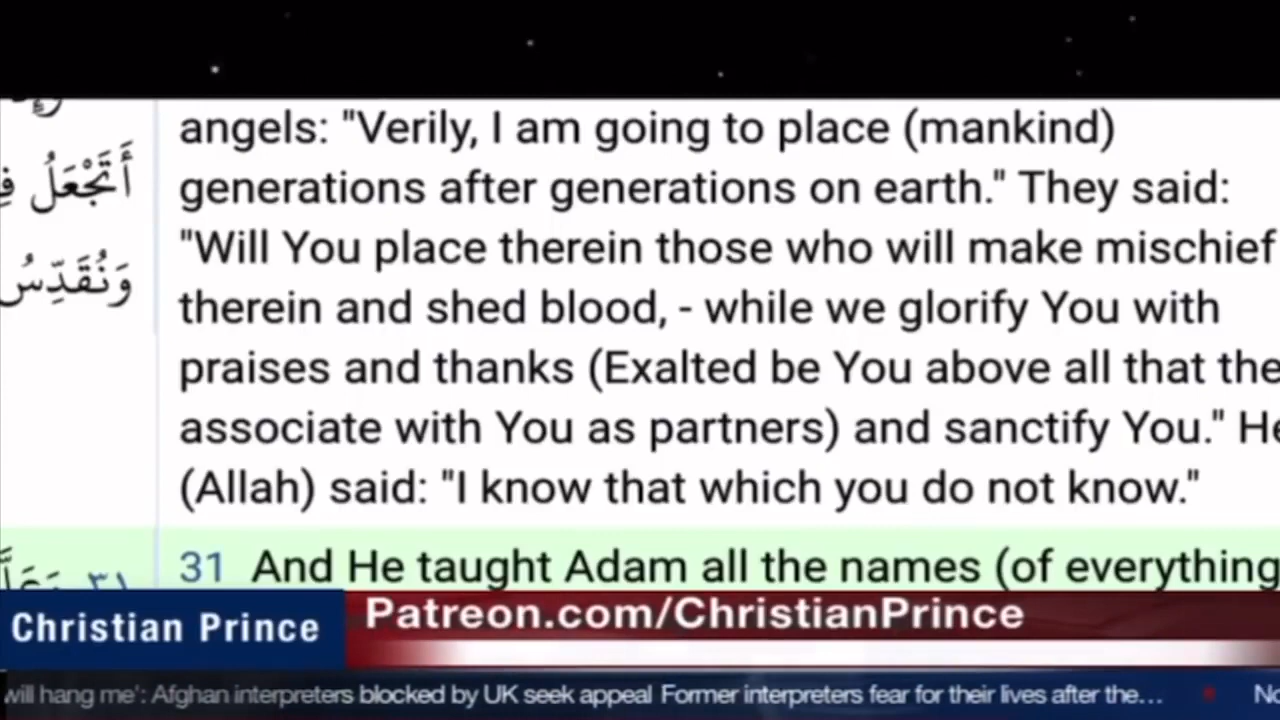 angels: "Verily, I am going to place (mankind)
أَتَجْعَلُ
generations after generations on earth." They said:
"Will You place therein those who will make mischief
وَنُقَدِّسُ
therein and shed blood, - while we glorify You with
praises and thanks (Exalted be You above all that the
associate with You as partners) and sanctify You." He
(Allah) said: "I know that which you do not know."
31 And He taught Adam all the names (of everything
٣١
Christian Prince
Patreon.com/ChristianPrince
will hang me': Afghan interpreters blocked by UK seek appeal Former interpreters fear for their lives after the... No